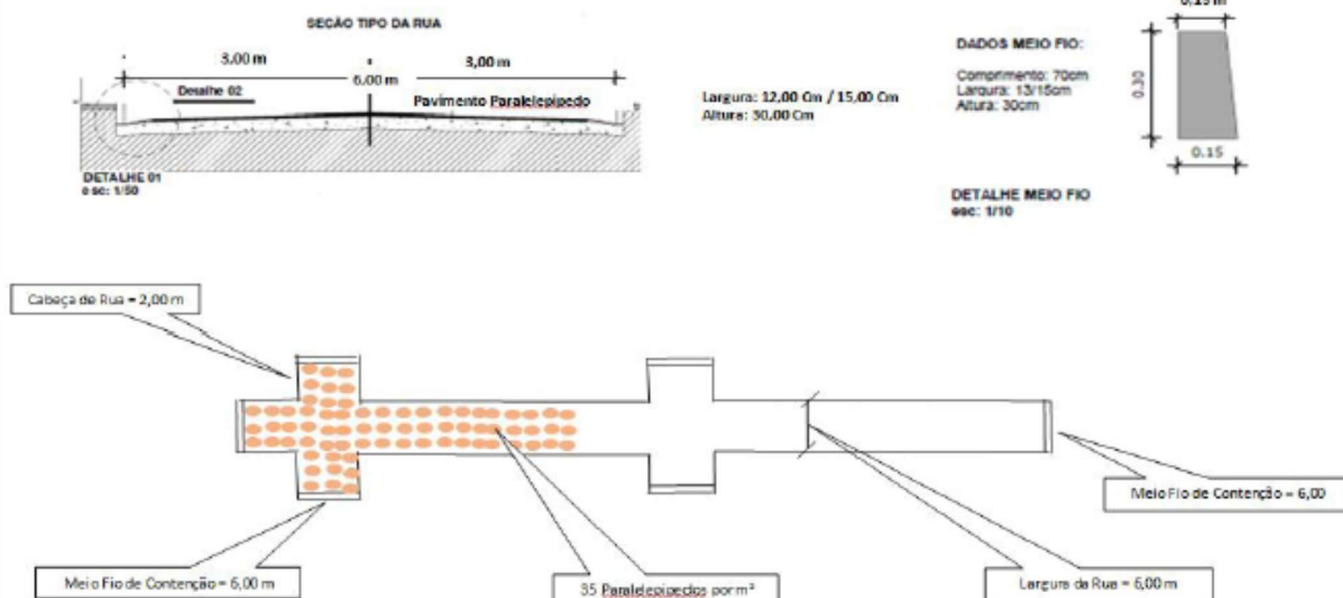 SECÃO TIPO DA RUA
3,00 m
3,00 m
6,00 m
Detalhe 02
Pavimento Paralelepipedo
DETALHE 01
esc: 1/50
Largura: 12,00 Cm / 15,00 Cm
Altura: 30,00 Cm
DADOS MEIO FIO:
Comprimento: 70cm
Largura: 13/15cm
Altura: 30cm
0.30
0.15
DETALHE MEIO FIO
esc: 1/10
Cabeça de Rua = 2,00 m
Meio Fio de Contenção = 6,00
Meio Fio de Contenção = 6,00 m
35 Paralelepipedos por m²
Largura da Rua = 6,00 m